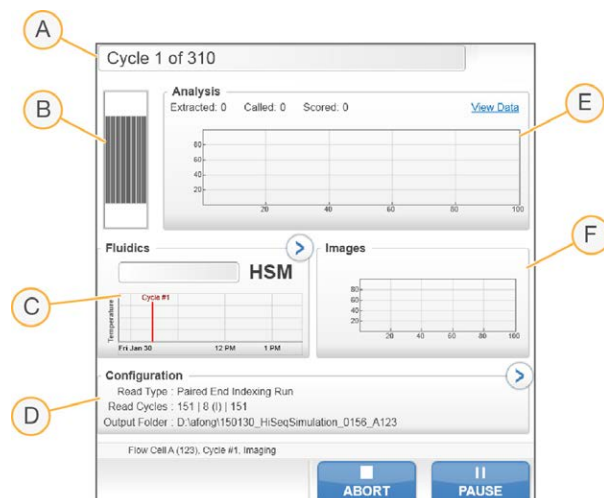 A
Cycle 1 of 310
B
Analysis
Extracted: 0 Called: 0 Scored: 0 View Data
E
80
60
40
20
20 40 60 80 100
Fluidics
HSM
C
Temperature
Cycle #1
Fri Jan 30 12 PM 1 PM
Images
F
80
60
40
20
20 40 60 80 100
D
Configuration
Read Type : Paired End Indexing Run
Read Cycles : 151 | 8 (I) | 151
Output Folder : D:\afong\150130_HiSeqSimulation_0156_A123
Flow Cell A (123), Cycle #1, Imaging
ABORT
PAUSE